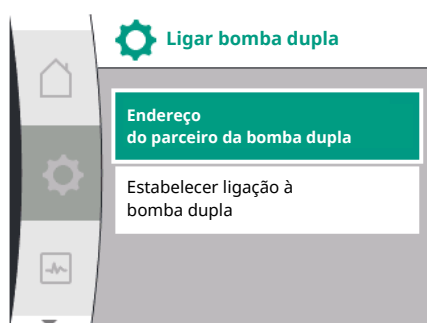 Ligar bomba dupla
Endereço
do parceiro da bomba dupla
Estabelecer ligação à
bomba dupla